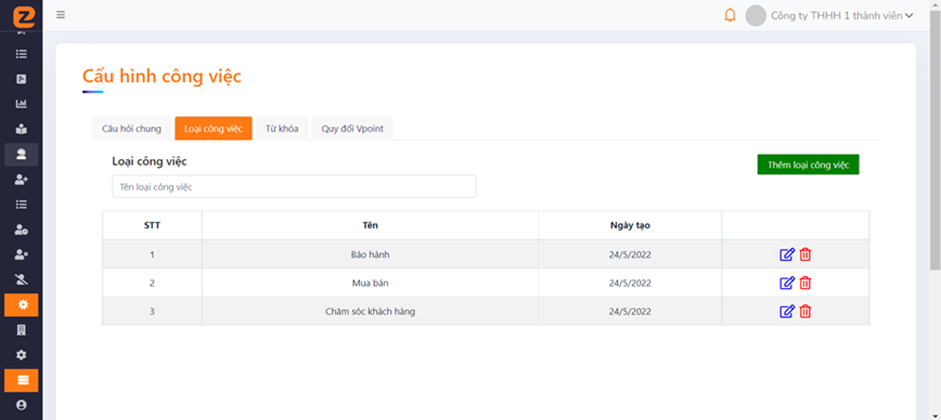 Công ty THHH 1 thành viên
Cấu hình công việc
Câu hỏi chung Loại công việc Từ khóa Quy đổi Vpoint
Loại công việc
Thêm loại công việc
Tên loại công việc
STT Tên Ngày tạo
1 Bảo hành 24/5/2022
2 Mua bán 24/5/2022
3 Chăm sóc khách hàng 24/5/2022